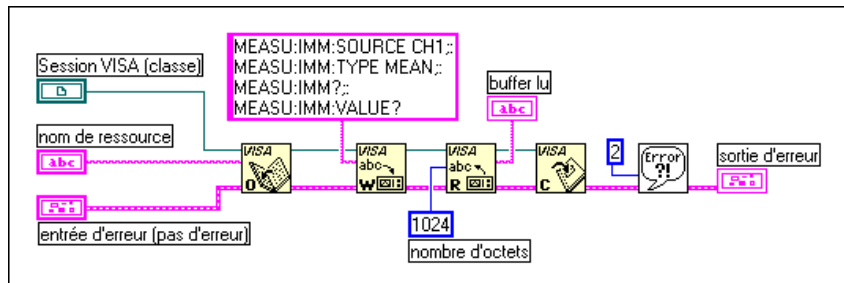 MEASU:IMM:SOURCE CH1;:
MEASU:IMM:TYPE MEAN;:
MEASU:IMM?;:
MEASU:IMM:VALUE?
Session VISA (classe)
buffer lu
abc
nom de ressource
abc
VISA
O
VISA
abc
W
VISA
abc
R
VISA
C
2
Error
?!
sortie d'erreur
entrée d'erreur (pas d'erreur)
1024
nombre d'octets